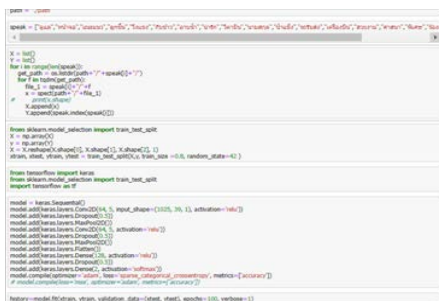 path = "./path"
speak = [
X = list()
Y = list()
for i in range(len(speak)):
get_path = os.listdir(path+"/"+speak[i]+"/")
for f in tqdm(get_path):
file_1 = speak[i]+"/"+f
x = spect(path+"/"+file_1)
# print(x.shape)
X.append(x)
Y.append(speak.index(speak[i]))
from sklearn.model_selection import train_test_split
X = np.array(X)
y = np.array(Y)
X = X.reshape(X.shape[0], X.shape[1], X.shape[2], 1)
xtrain, xtest, ytrain, ytest = train_test_split(X,y, train_size =0.8, random_state=42 )
from tensorflow import keras
from sklearn.model_selection import train_test_split
import tensorflow as tf
model = keras.Sequential()
model.add(keras.layers.Conv2D(64, 5, input_shape=(1025, 39, 1), activation='relu'))
model.add(keras.layers.Dropout(0.5))
model.add(keras.layers.MaxPool2D())
model.add(keras.layers.Conv2D(64, 5, activation='relu'))
model.add(keras.layers.Dropout(0.5))
model.add(keras.layers.MaxPool2D())
model.add(keras.layers.Flatten())
model.add(keras.layers.Dense(128, activation='relu'))
model.add(keras.layers.Dropout(0.5))
model.add(keras.layers.Dense(2, activation='softmax'))
model.compile(optimizer='adam', loss='sparse_categorical_crossentropy', metrics=['accuracy'])
# model.compile(loss='mse', optimizer='adam', metrics=['accuracy'])
history=model.fit(xtrain, ytrain, validation_data=(xtest, ytest), epochs=100, verbose=1)